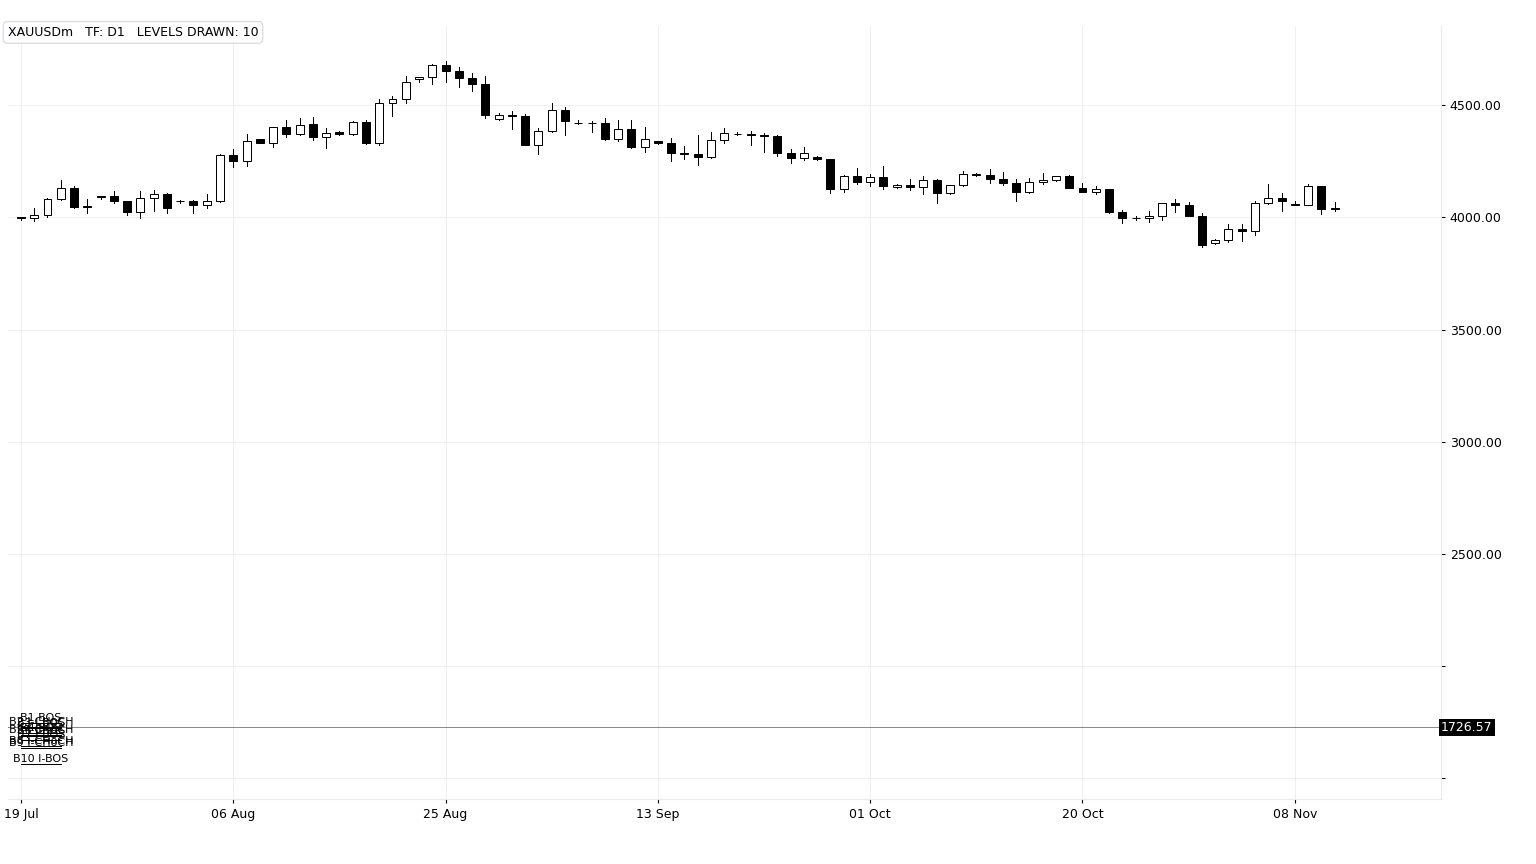 XAUUSDm TF: D1 LEVELS DRAWN: 10
4500.00
4000.00
3500.00
3000.00
2500.00
B1 BOS
1726.57
B10 I-BOS
19 Jul 06 Aug 25 Aug 13 Sep 01 Oct 20 Oct 08 Nov